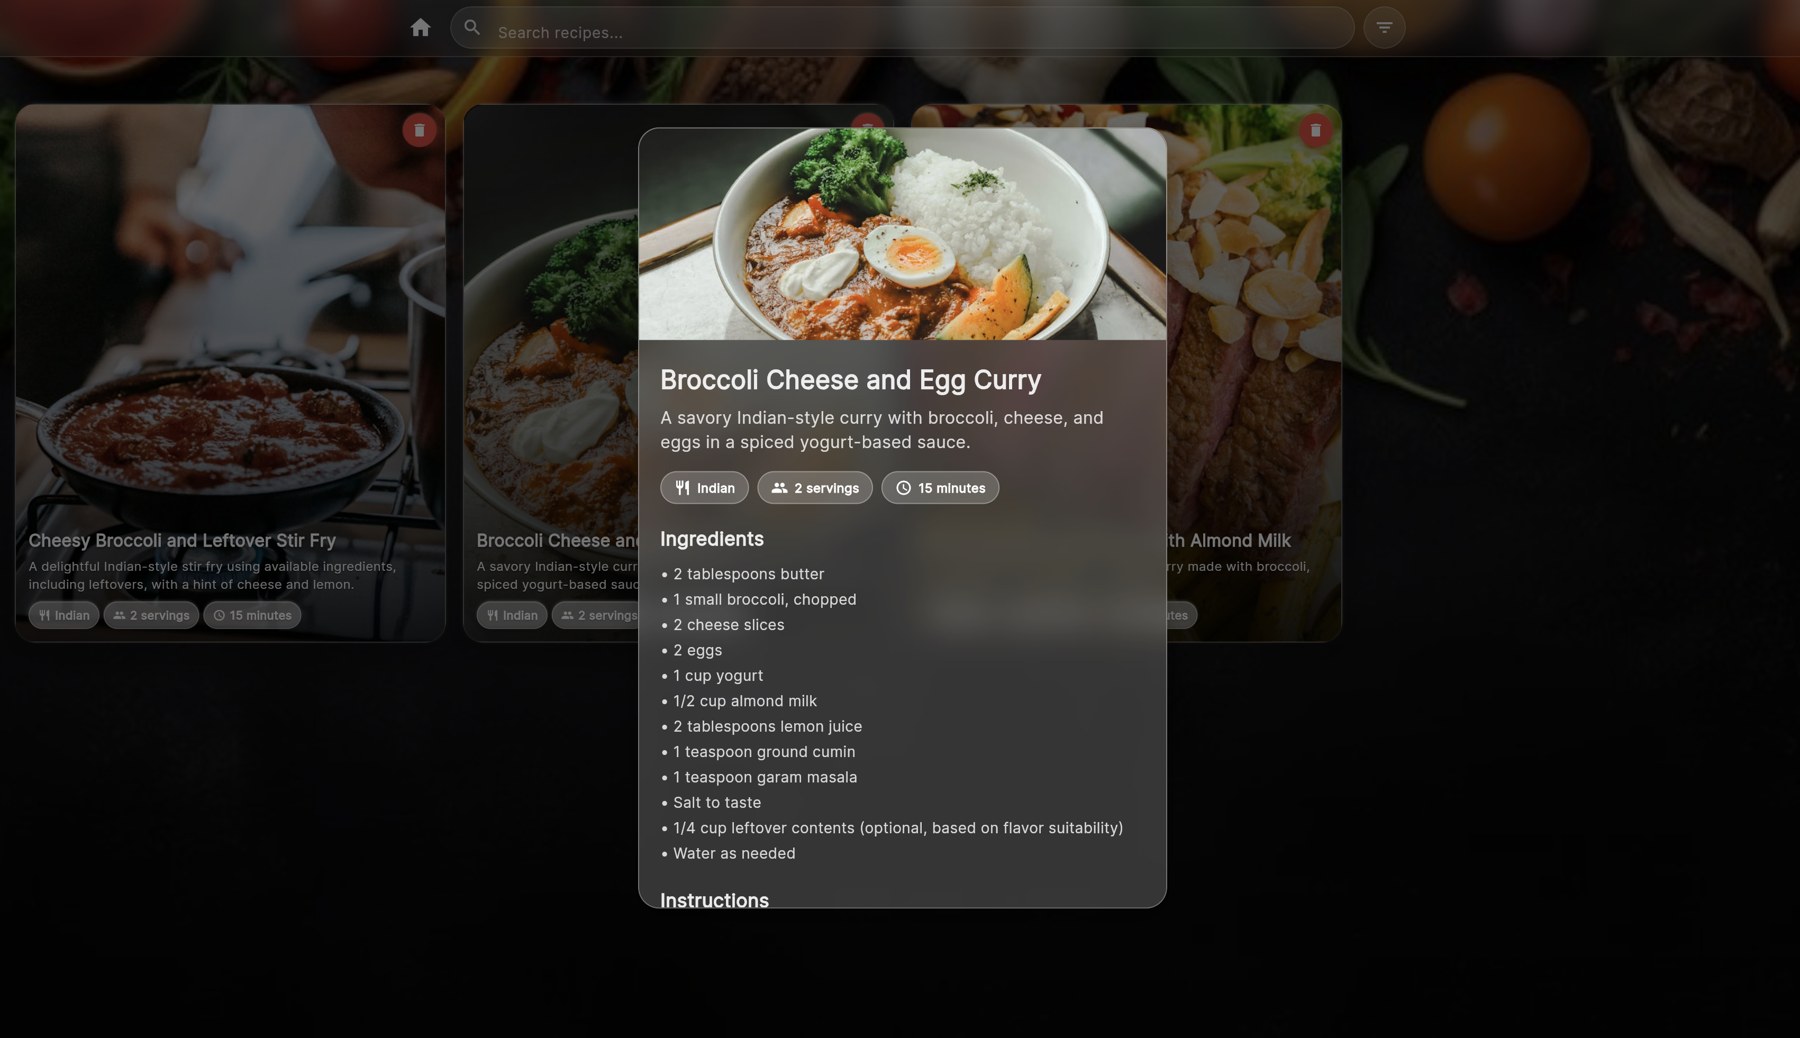 Search recipes...
Cheesy Broccoli and Leftover Stir Fry
A delightful Indian-style stir fry using available ingredients,
including leftovers, with a hint of cheese and lemon.
Indian
2 servings
15 minutes
Broccoli Cheese an
A savory Indian-style curr
spiced yogurt-based sauc
Indian
2 servings
Broccoli Cheese and Egg Curry
A savory Indian-style curry with broccoli, cheese, and
eggs in a spiced yogurt-based sauce.
Indian
2 servings
15 minutes
Ingredients
• 2 tablespoons butter
• 1 small broccoli, chopped
• 2 cheese slices
• 2 eggs
• 1 cup yogurt
• 1/2 cup almond milk
• 2 tablespoons lemon juice
• 1 teaspoon ground cumin
• 1 teaspoon garam masala
• Salt to taste
• 1/4 cup leftover contents (optional, based on flavor suitability)
• Water as needed
Instructions
th Almond Milk
rry made with broccoli,
utes